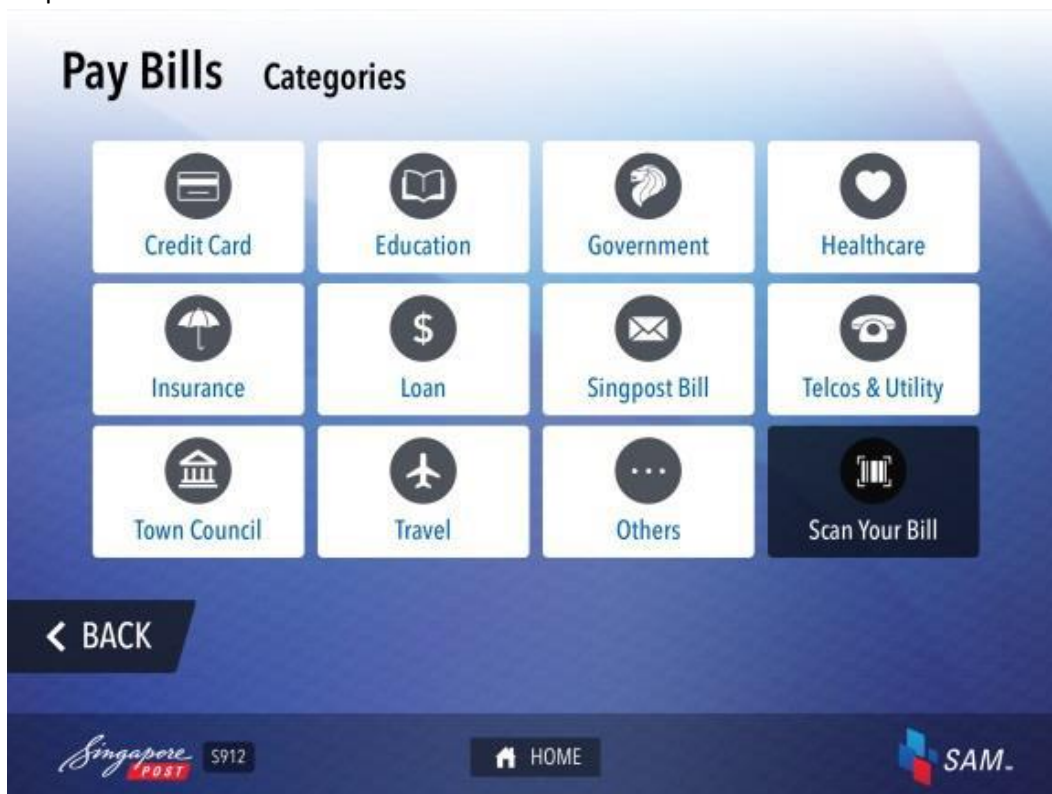 Pay Bills Categories
Credit Card
Education
Government
Healthcare
Insurance
Loan
Singpost Bill
Telcos & Utility
Town Council
Travel
Others
Scan Your Bill
BACK
Singapore
POST
S912
HOME
SAM